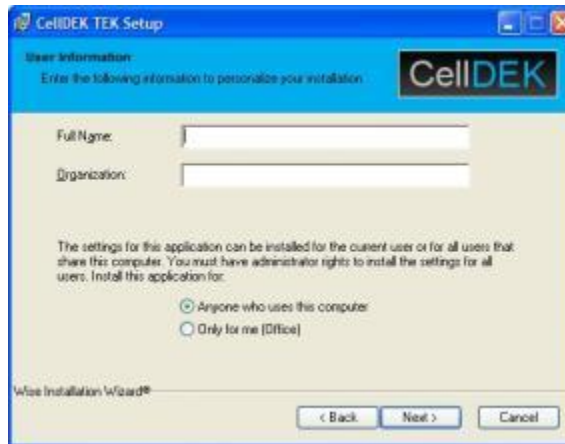 CellDEK TEK Setup
User Information
Enter the following information to personalize your installation
CellDEK
Full Name:
Organization:
The settings for this application can be installed for the current user or for all users that
share this computer. You must have administrator rights to install the settings for all
users. Install this application for:
Anyone who uses this computer
Only for me (Office)
Wise Installation Wizard®
< Back
Next >
Cancel